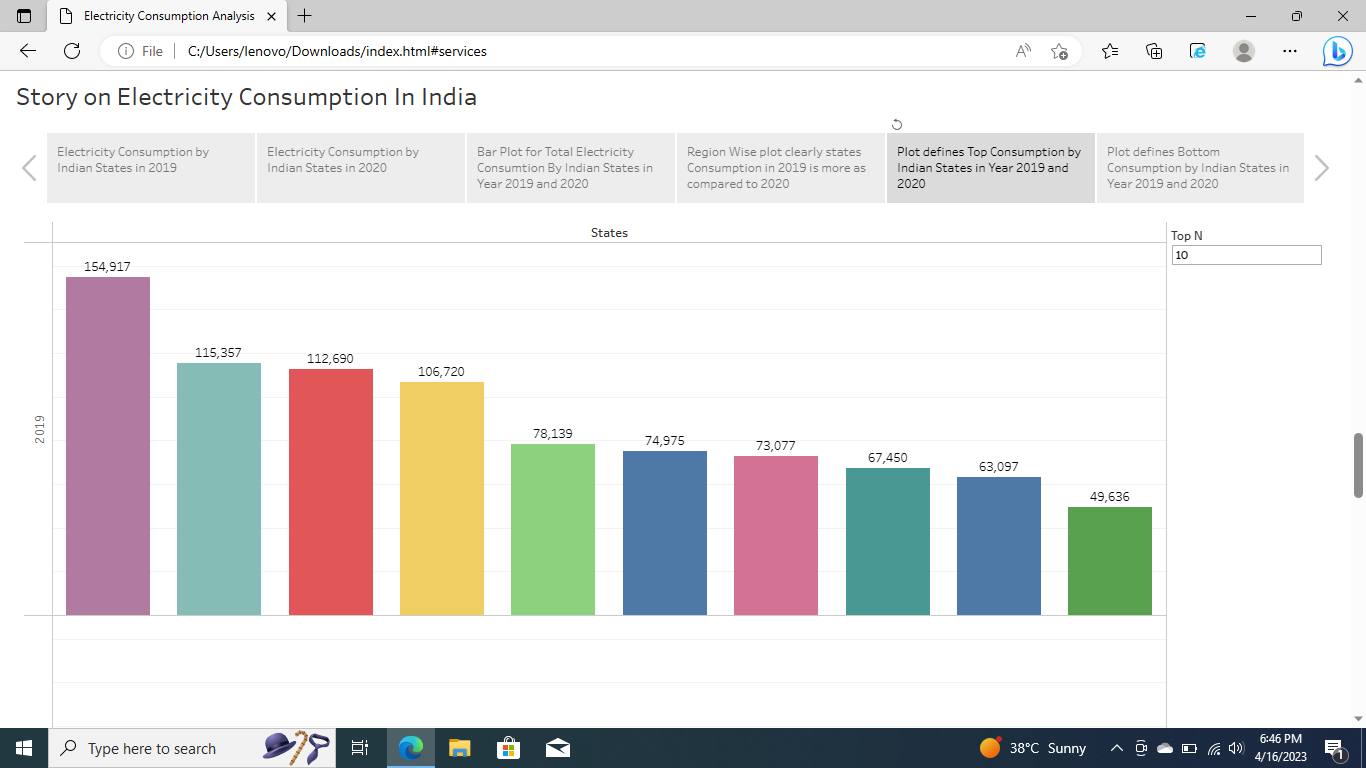 Electricity Consumption Analysis
File
C:/Users/lenovo/Downloads/index.html#services
Story on Electricity Consumption In India
Electricity Consumption by
Indian States in 2019
Electricity Consumption by
Indian States in 2020
Bar Plot for Total Electricity
Consumtion By Indian States in
Year 2019 and 2020
Region Wise plot clearly states
Consumption in 2019 is more as
compared to 2020
Plot defines Top Consumption by
Indian States in Year 2019 and
2020
Plot defines Bottom
Consumption by Indian States in
Year 2019 and 2020
States
Top N
10
154,917
115,357
112,690
106,720
78,139
74,975
73,077
67,450
63,097
49,636
2019
Type here to search
38°C Sunny
6:46 PM
4/16/2023
1